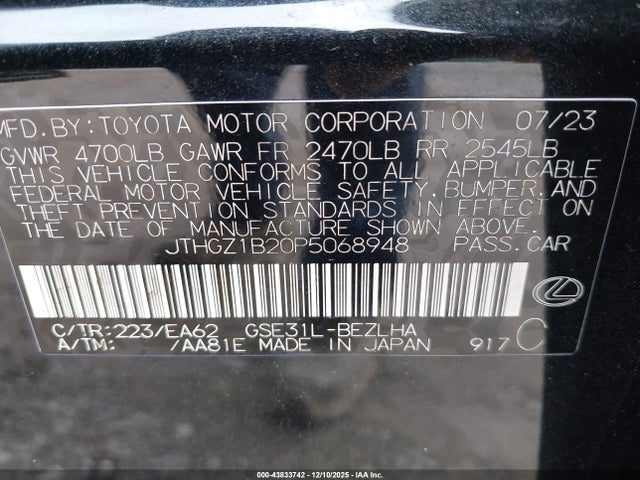 MFD. BY: TOYOTA MOTOR CORPORATION 07/23
GVWR 4700LB GAWR FR 2470LB RR 2545LB
THIS VEHICLE CONFORMS TO ALL APPLICABLE
FEDERAL MOTOR VEHICLE SAFETY, BUMPER, AND
THEFT PREVENTION STANDARDS IN EFFECT ON
THE DATE OF MANUFACTURE SHOWN ABOVE.
JTHGZ1B20P5068948 PASS.CAR
C/TR: 223/EA62 GSE31L-BEZLHA
A/TM: /AA81E MADE IN JAPAN 917 C
000-43833742 — 12/10/2025 — IAA Inc.